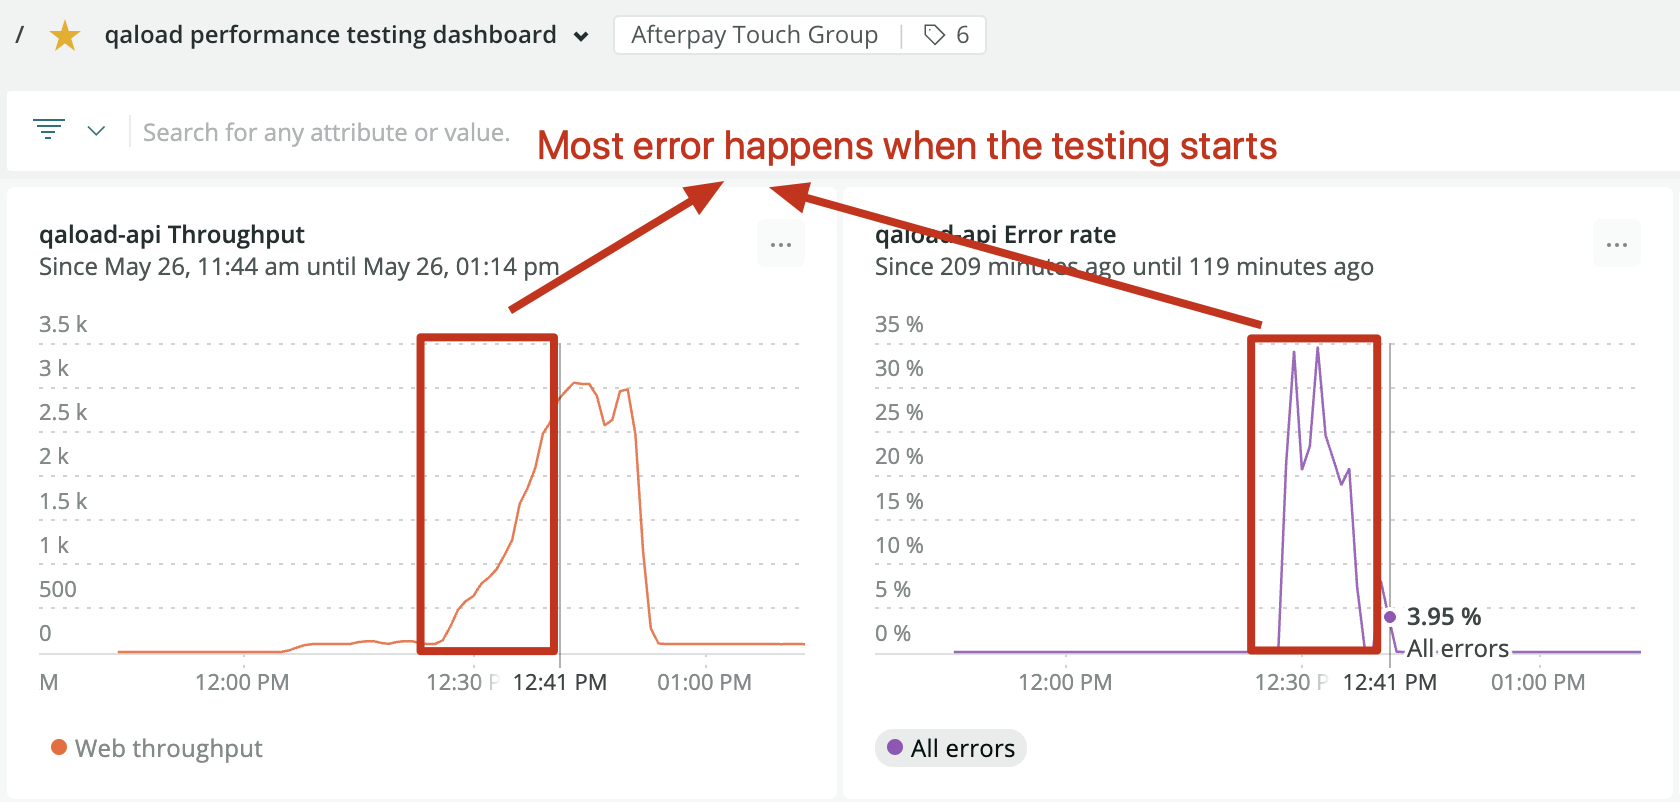 / qaload performance testing dashboard Afterpay Touch Group 6
Search for any attribute or value.
Most error happens when the testing starts
qaload-api Throughput
Since May 26, 11:44 am until May 26, 01:14 pm
3.5 k
3 k
2.5 k
2 k
1.5 k
1 k
500
0
M 12:00 PM 12:30 P 12:41 PM 01:00 PM
Web throughput
qaload-api Error rate
Since 209 minutes ago until 119 minutes ago
35 %
30 %
25 %
20 %
15 %
10 %
5 %
0 %
3.95 %
All errors
12:00 PM 12:30 P 12:41 PM 01:00 PM
All errors